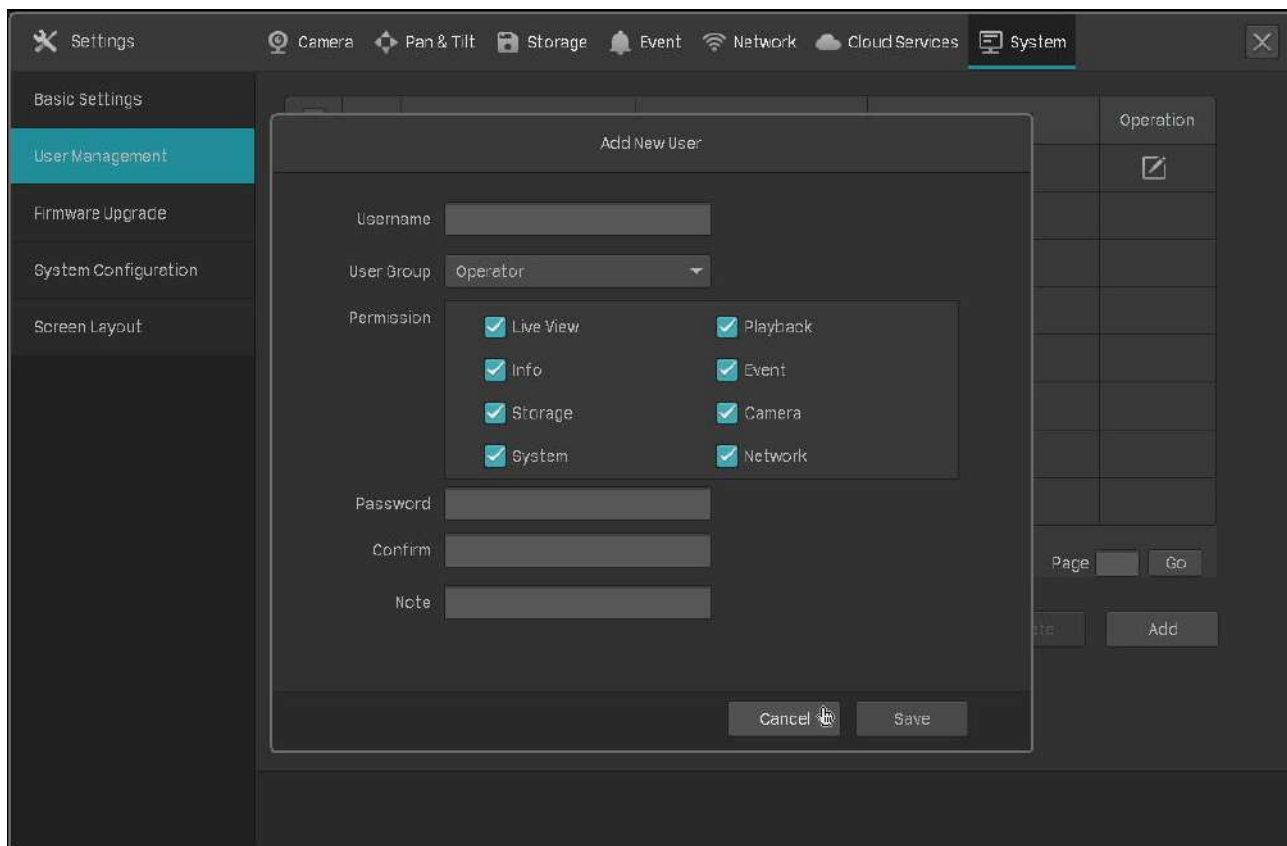 Settings
Camera Pan & Tilt Storage Event Network Cloud Services System
Basic Settings
User Management
Firmware Upgrade
System Configuration
Screen Layout
Operation
Add New User
Username
User Group Operator
Permission
Live View Playback
Info Event
Storage Camera
System Network
Password
Confirm
Note
Page Go
Add
Cancel Save